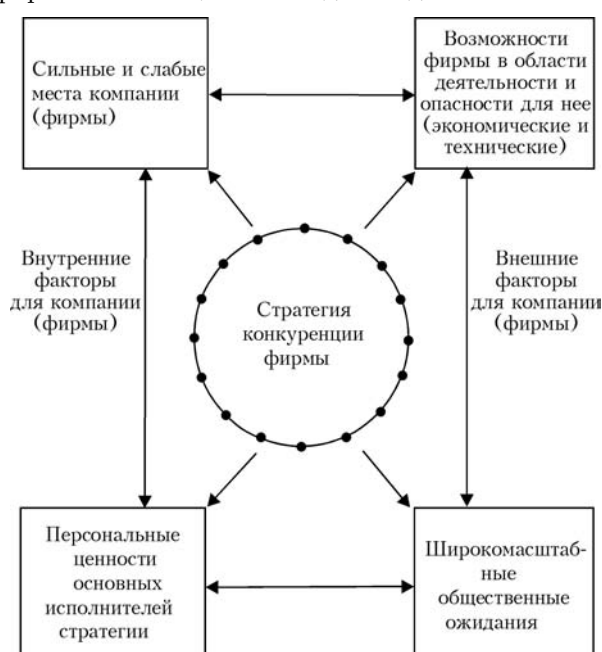 Сильные и слабые
места компании
(фирмы)
Возможности
фирмы в области
деятельности и
опасности для нее
(экономические и
технические)
Внутренние
факторы
для компании
(фирмы)
Стратегия
конкуренции
фирмы
Внешние
факторы
для компании
(фирмы)
Персональные
ценности
основных
исполнителей
стратегии
Широкомасштаб-
ные
общественные
ожидания